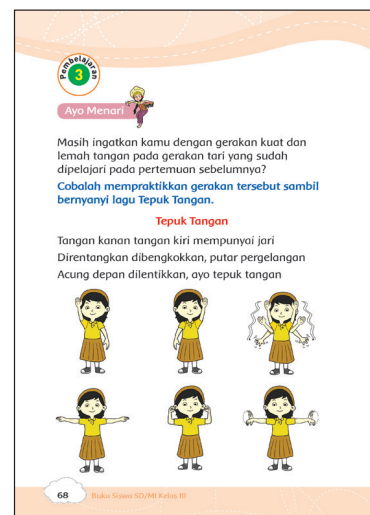 Pembelajaran
3
Ayo Menari
Masih ingatkan kamu dengan gerakan kuat dan
lemah tangan pada gerakan tari yang sudah
dipelajari pada pertemuan sebelumnya?
Cobalah mempraktikkan gerakan tersebut sambil
bernyanyi lagu Tepuk Tangan.
Tepuk Tangan
Tangan kanan tangan kiri mempunyai jari
Direntangkan dibengkokkan, putar pergelangan
Acung depan dilentikkan, ayo tepuk tangan
68
Buku Siswa SD/MI Kelas III